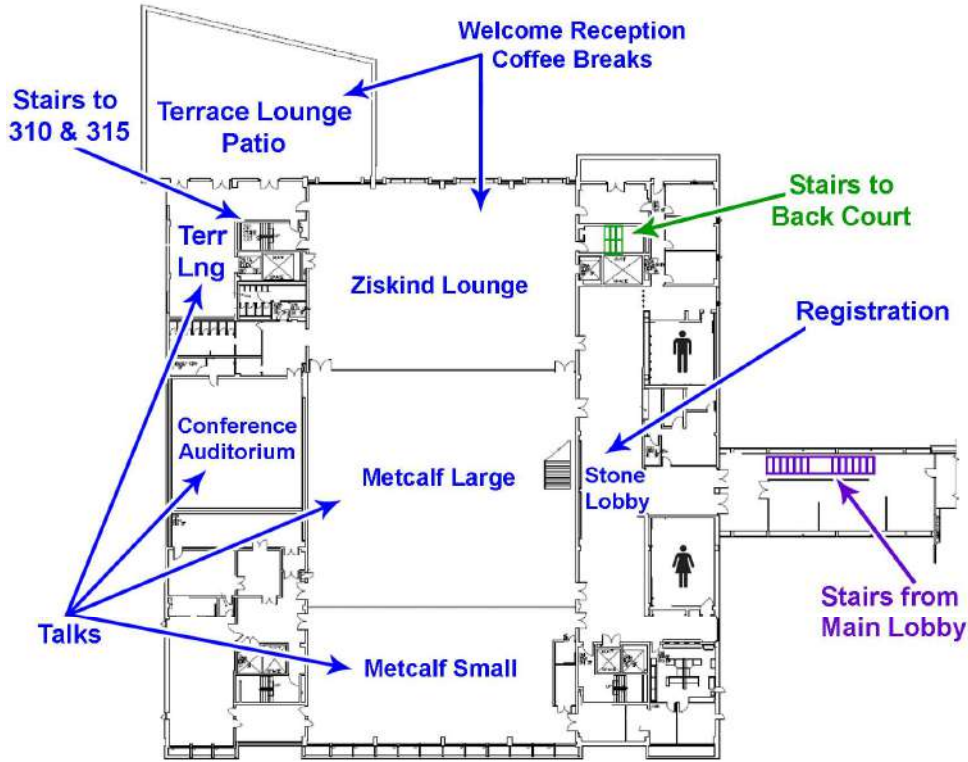 Welcome Reception
Coffee Breaks
Stairs to
310 & 315
Terrace Lounge
Patio
Stairs to
Back Court
Terr
Lng
Ziskind Lounge
Registration
Conference
Auditorium
Metcalf Large
Stone
Lobby
Stairs from
Main Lobby
Talks
Metcalf Small